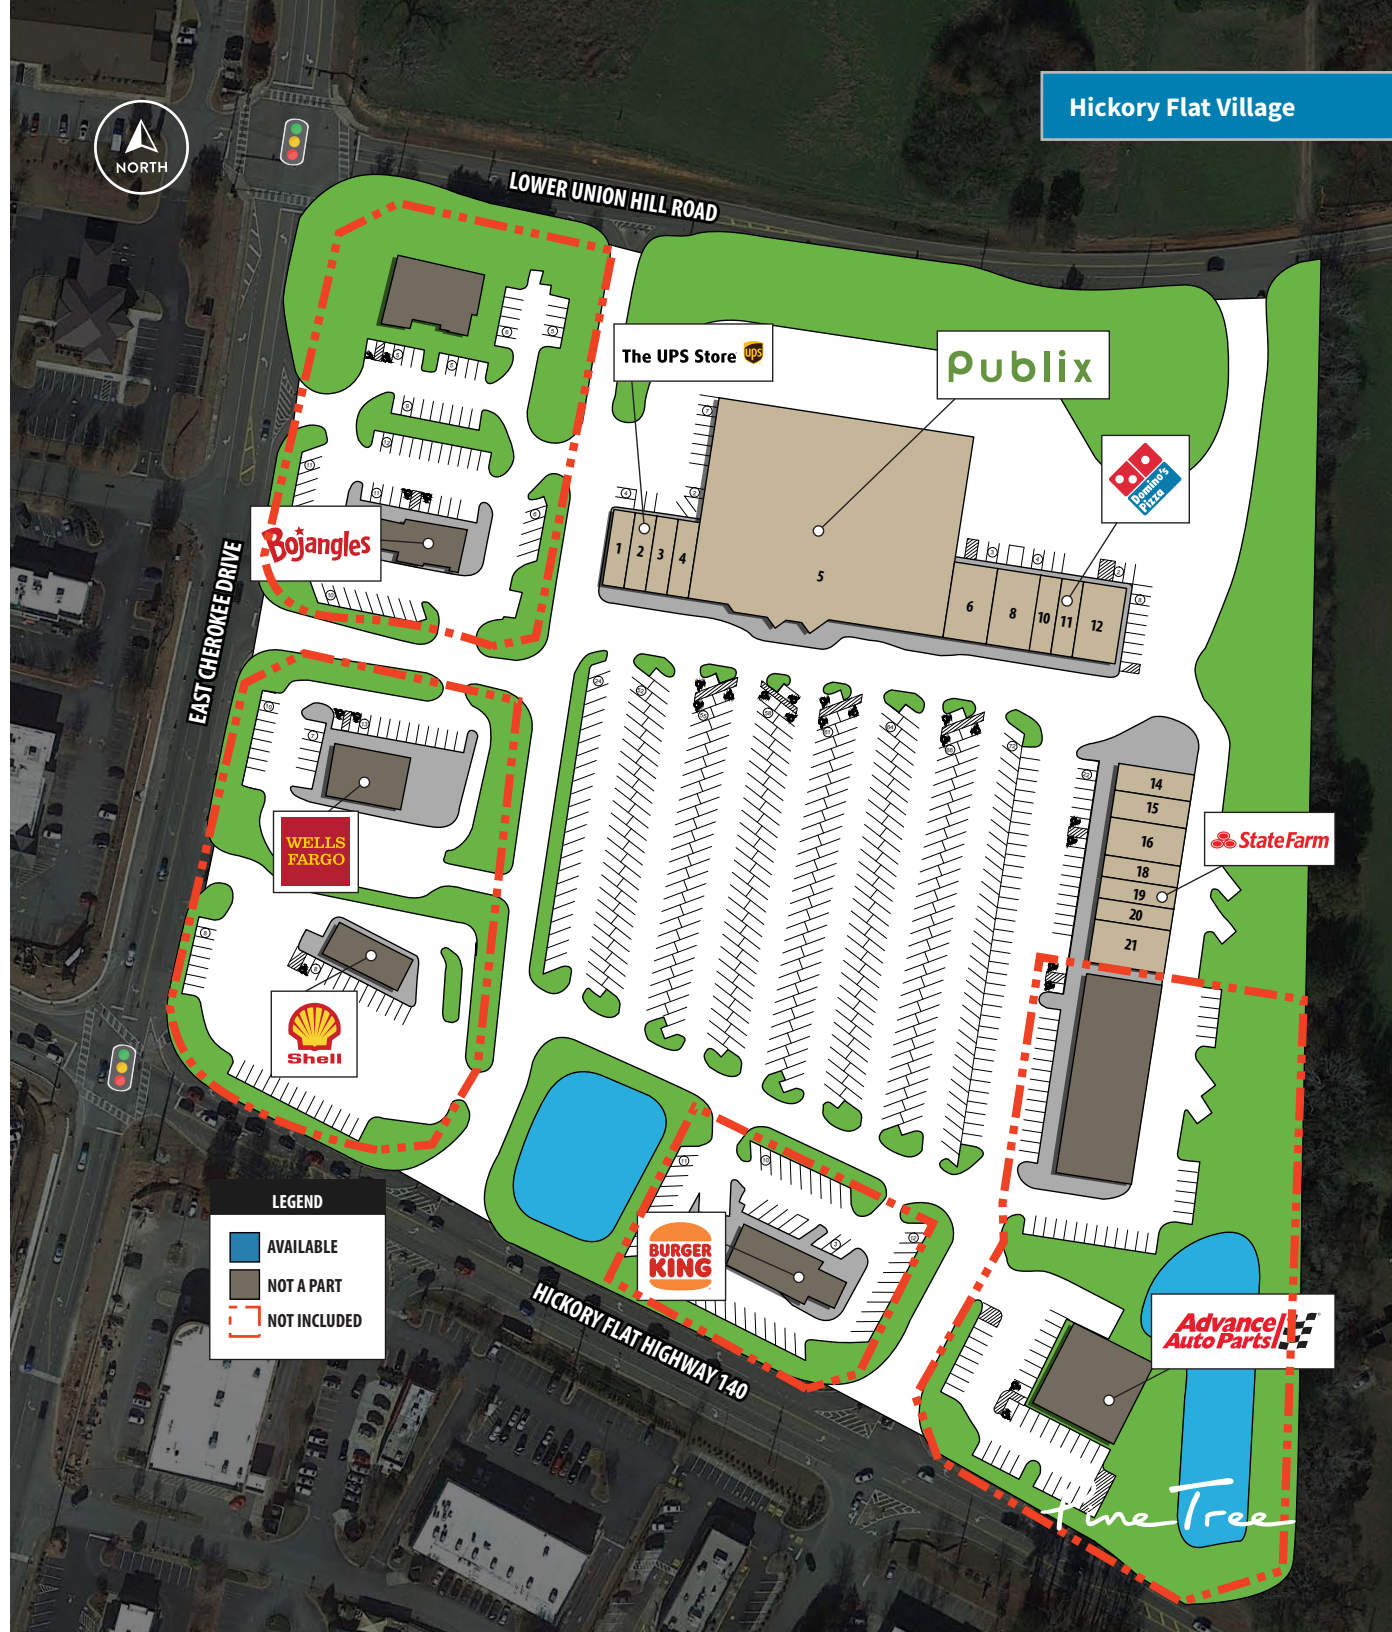 Hickory Flat Village
NORTH
LOWER UNION HILL ROAD
The UPS Store
ups
Publix
Domino's
Pizza
Bojangles
EAST CHEROKEE DRIVE
1
2
3
4
5
6
8
10
11
12
WELLS
FARGO
14
15
16
18
19
20
21
State Farm
Shell
LEGEND
AVAILABLE
NOT A PART
NOT INCLUDED
BURGER
KING
HICKORY FLAT HIGHWAY 140
Advance
Auto Parts
Tree